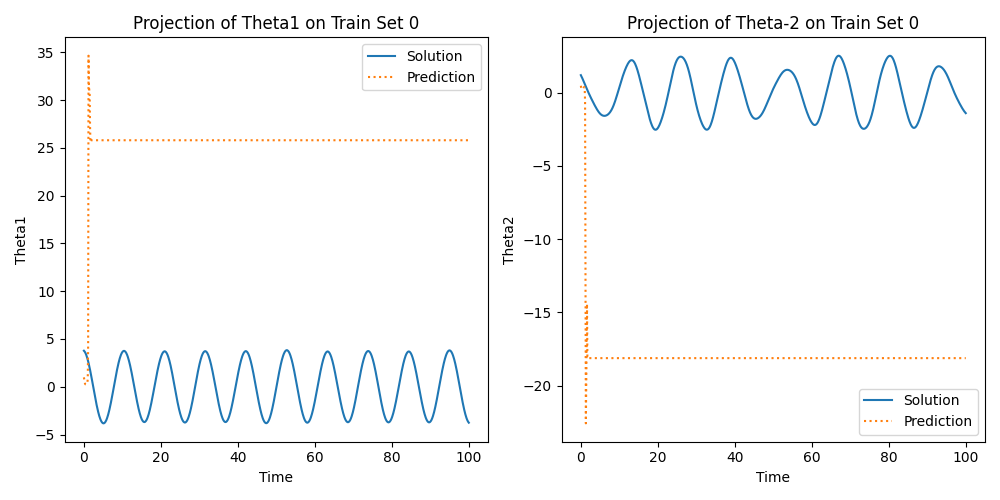 Projection of Theta1 on Train Set 0
Theta1
35
30
25
20
15
10
5
0
−5
Solution
Prediction
0
20
40
60
80
100
Time
Projection of Theta-2 on Train Set 0
Theta2
0
−5
−10
−15
−20
Solution
Prediction
0
20
40
60
80
100
Time